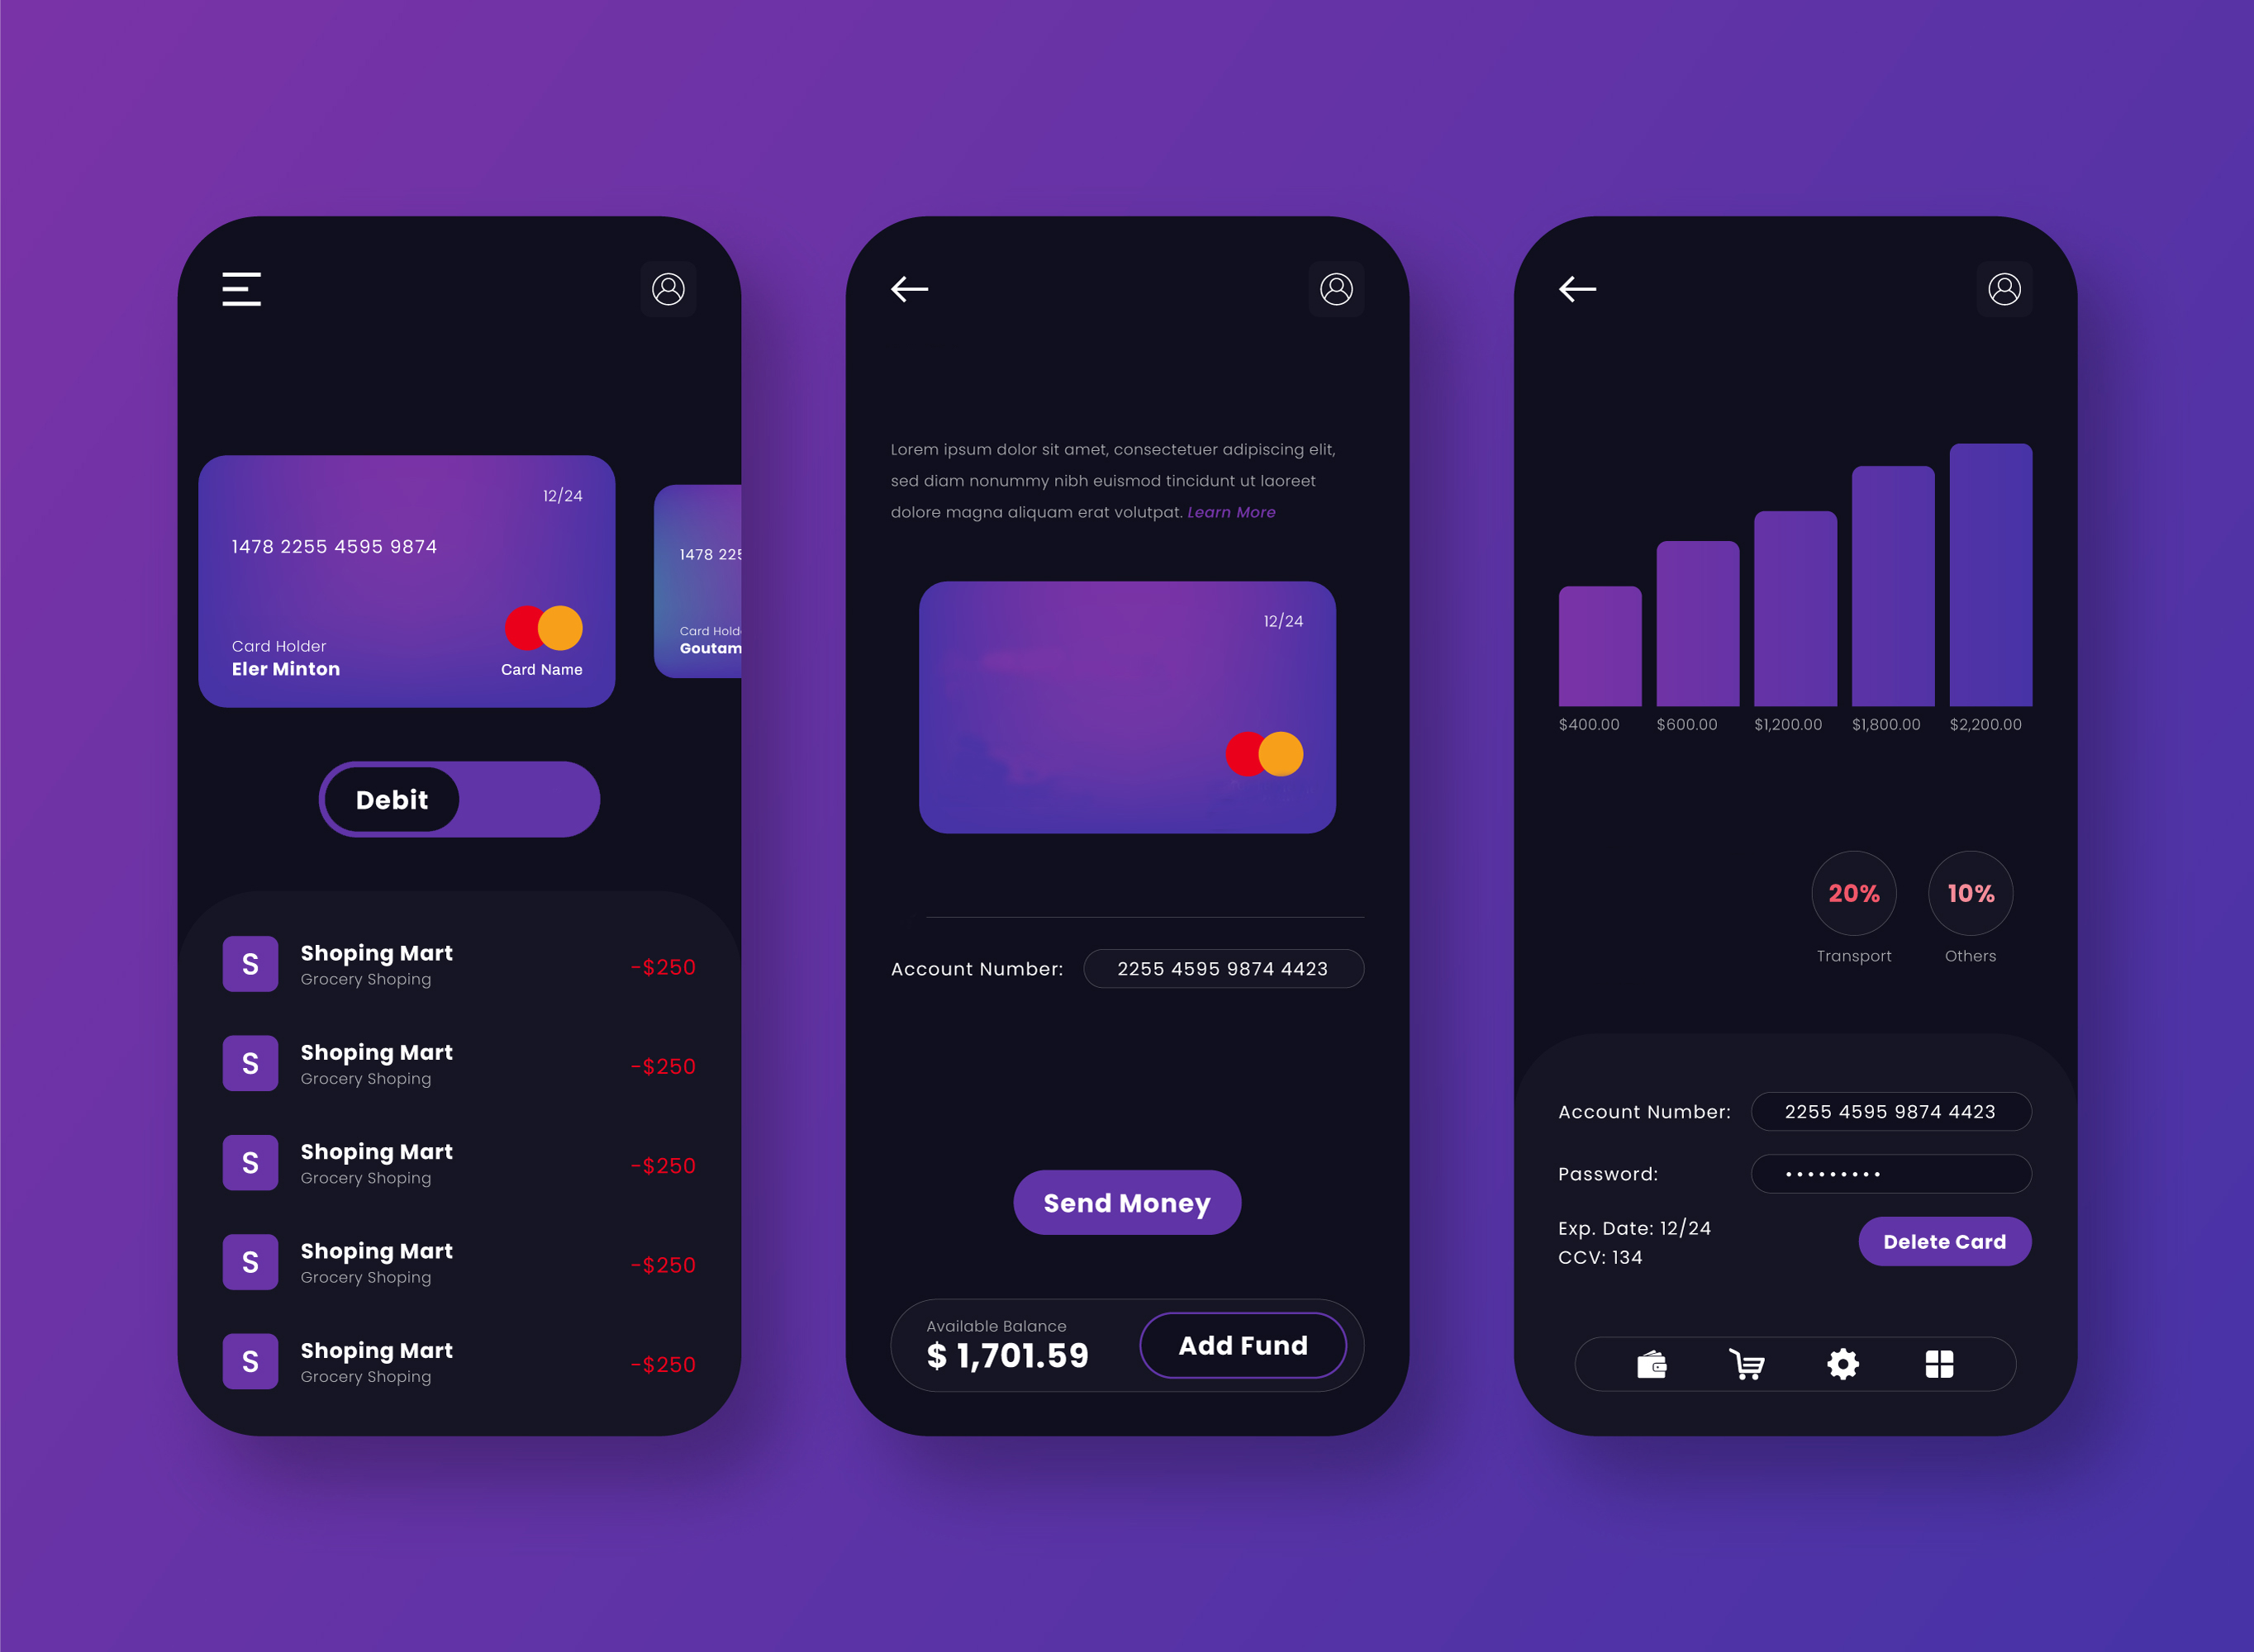 12/24
1478 2255 4595 9874
Card Holder
Eler Minton
Card Name
1478 225
Card Hold
Goutam
Debit
S
Shoping Mart
Grocery Shoping
-$250
S
Shoping Mart
Grocery Shoping
-$250
S
Shoping Mart
Grocery Shoping
-$250
S
Shoping Mart
Grocery Shoping
-$250
S
Shoping Mart
Grocery Shoping
-$250
Lorem ipsum dolor sit amet, consectetuer adipiscing elit,
sed diam nonummy nibh euismod tincidunt ut laoreet
dolore magna aliquam erat volutpat. Learn More
12/24
Account Number: 2255 4595 9874 4423
Send Money
Available Balance
$ 1,701.59
Add Fund
$400.00 $600.00 $1,200.00 $1,800.00 $2,200.00
20% 10%
Transport Others
Account Number: 2255 4595 9874 4423
Password: •••••••••
Exp. Date: 12/24
CCV: 134
Delete Card